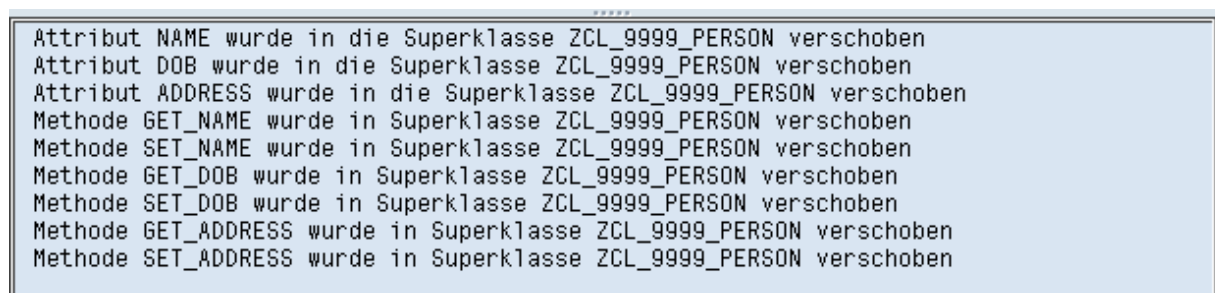 Attribut NAME wurde in die Superklasse ZCL_9999_PERSON verschoben
Attribut DOB wurde in die Superklasse ZCL_9999_PERSON verschoben
Attribut ADDRESS wurde in die Superklasse ZCL_9999_PERSON verschoben
Methode GET_NAME wurde in Superklasse ZCL_9999_PERSON verschoben
Methode SET_NAME wurde in Superklasse ZCL_9999_PERSON verschoben
Methode GET_DOB wurde in Superklasse ZCL_9999_PERSON verschoben
Methode SET_DOB wurde in Superklasse ZCL_9999_PERSON verschoben
Methode GET_ADDRESS wurde in Superklasse ZCL_9999_PERSON verschoben
Methode SET_ADDRESS wurde in Superklasse ZCL_9999_PERSON verschoben